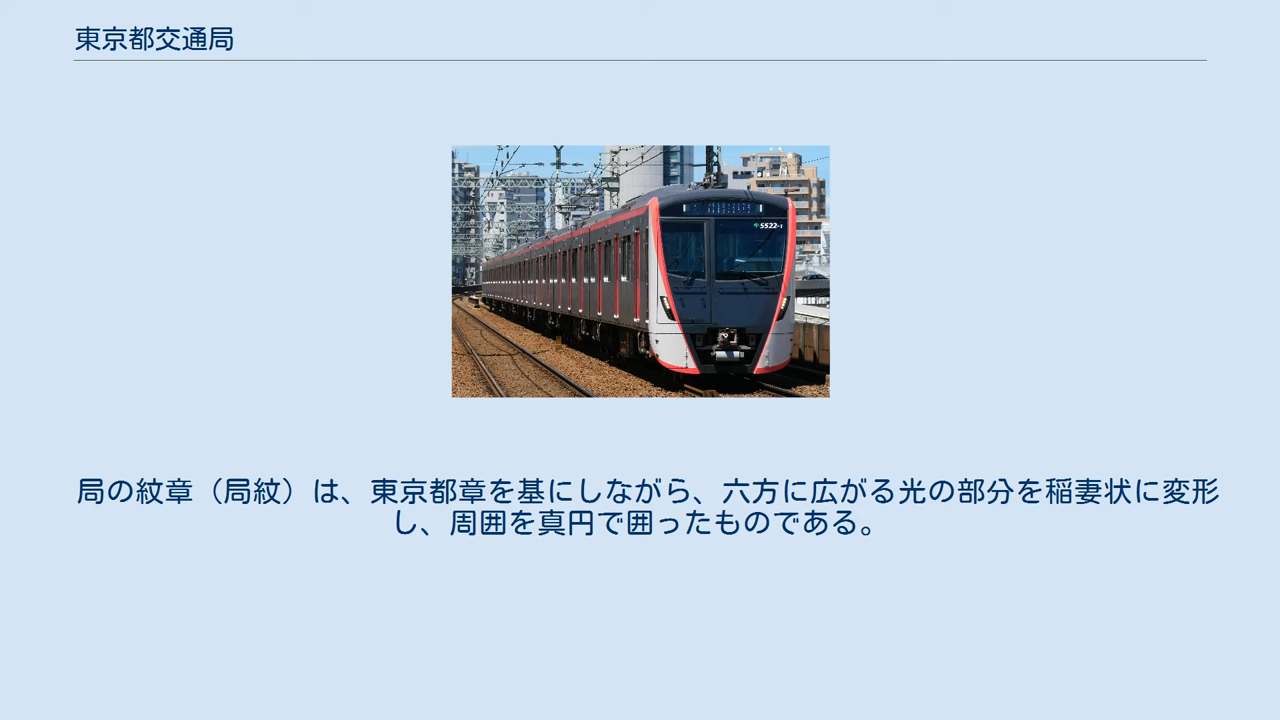 東京都交通局
5522-1
局の紋章（局紋）は、東京都章を基にしながら、六方に広がる光の部分を稲妻状に変形
し、周囲を真円で囲ったものである。